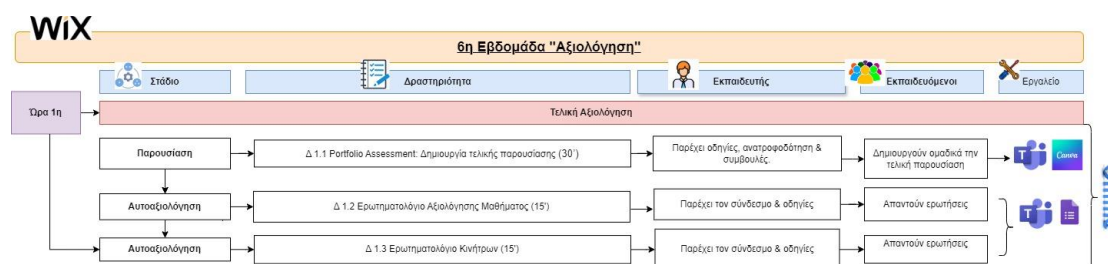 WiX
6η Εβδομάδα "Αξιολόγηση"
Στάδιο
Δραστηριότητα
Εκπαιδευτής
Εκπαιδευόμενοι
Εργαλείο
Ώρα 1η
Τελική Αξιολόγηση
Παρουσίαση
Δ 1.1 Portfolio Assessment: Δημιουργία τελικής παρουσίασης (30΄)
Παρέχει οδηγίες, ανατροφοδότηση &
συμβουλές.
Δημιουργούν ομαδικά την
τελική παρουσίαση
Canva
Αυτοαξιολόγηση
Δ 1.2 Ερωτηματολόγιο Αξιολόγησης Μαθήματος (15')
Παρέχει τον σύνδεσμο & οδηγίες
Απαντούν ερωτήσεις
Αυτοαξιολόγηση
Δ 1.3 Ερωτηματολόγιο Κινήτρων (15')
Παρέχει τον σύνδεσμο & οδηγίες
Απαντούν ερωτήσεις